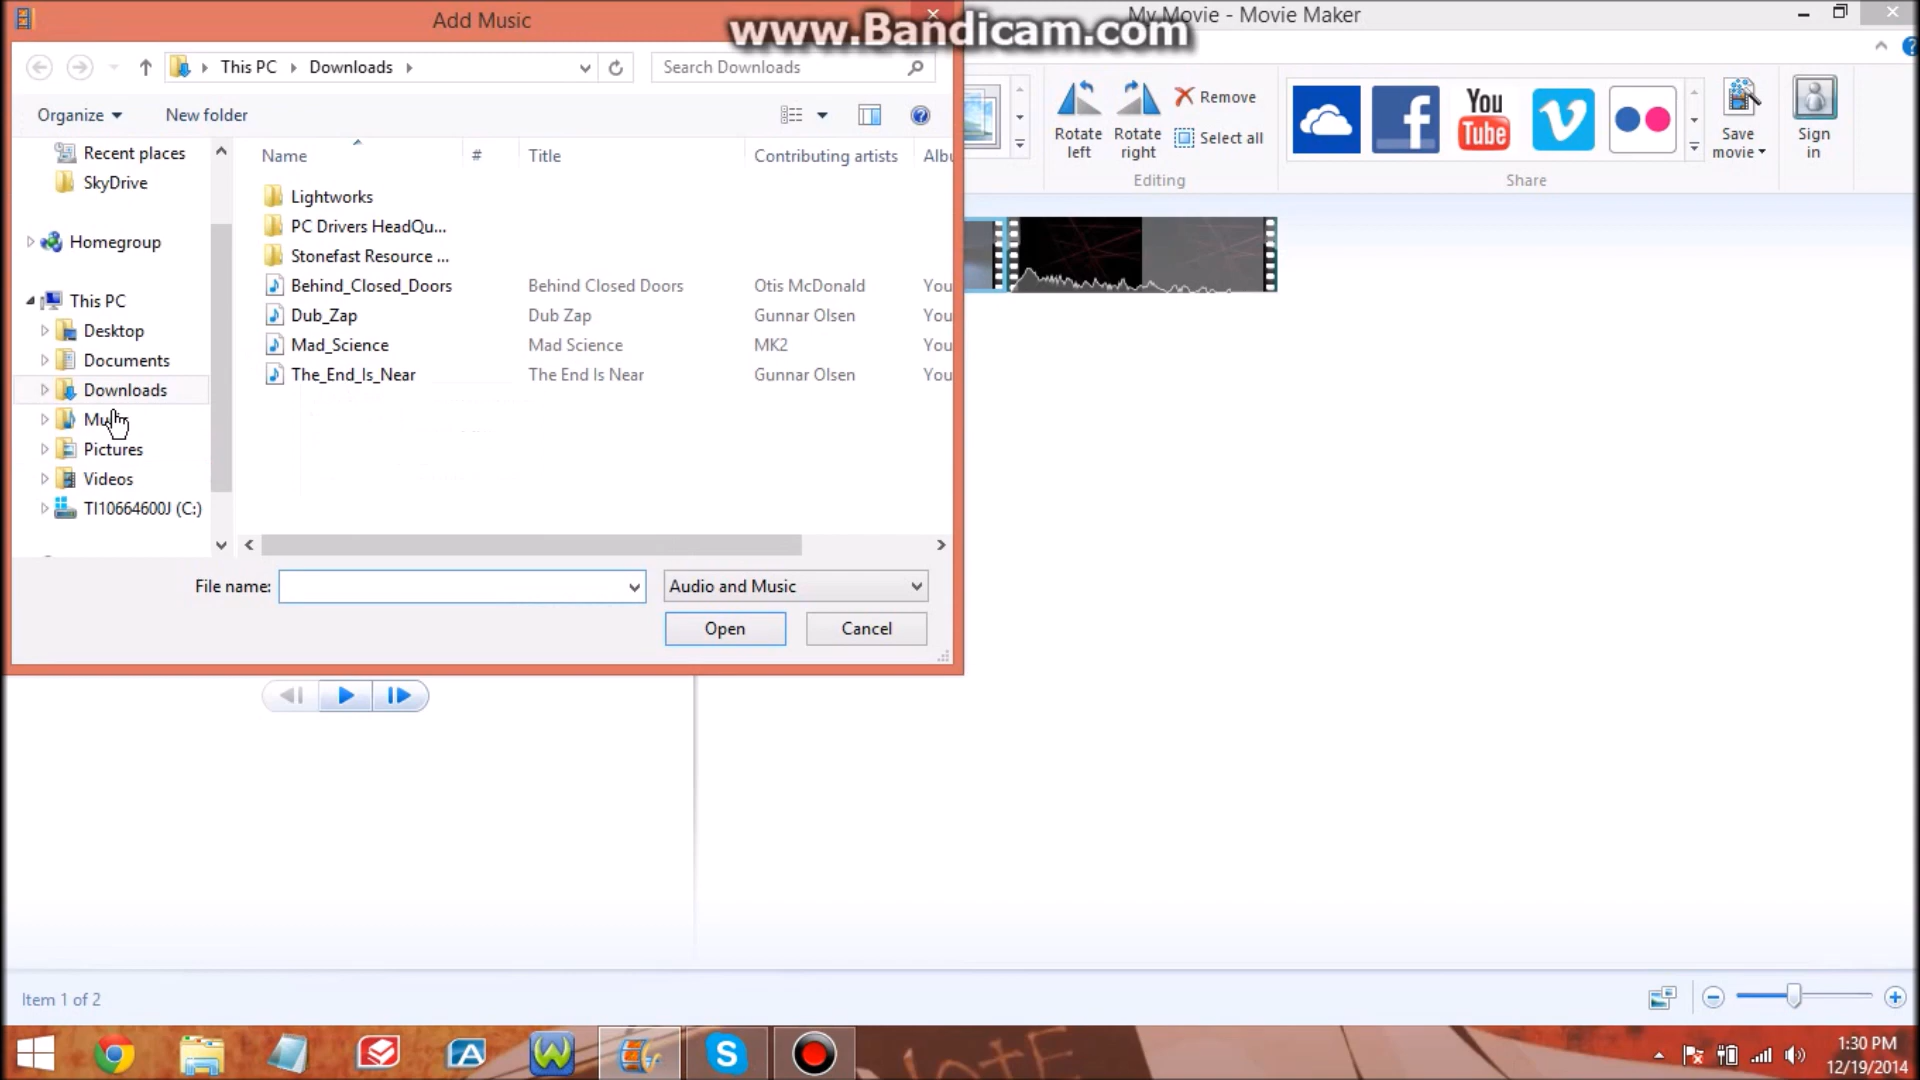 Add Music
www.Bandicam.com
My Movie - Movie Maker
This PC
Downloads
Search Downloads
Organize
New folder
Recent places
SkyDrive
Homegroup
This PC
Desktop
Documents
Downloads
Pictures
Videos
TI10664600J (C:)
Name # Title Contributing artists Albu
Lightworks
PC Drivers HeadQu...
Stonefast Resource ...
Behind_Closed_Doors Behind Closed Doors Otis McDonald You
Dub_Zap Dub Zap Gunnar Olsen You
Mad_Science Mad Science MK2 You
The_End_Is_Near The End Is Near Gunnar Olsen You
File name:
Audio and Music
Open
Cancel
Rotate left
Rotate right
Remove
Select all
Editing
f
You Tube
Share
Save movie
Sign in
Item 1 of 2
NOTE
1:30 PM
12/19/2014